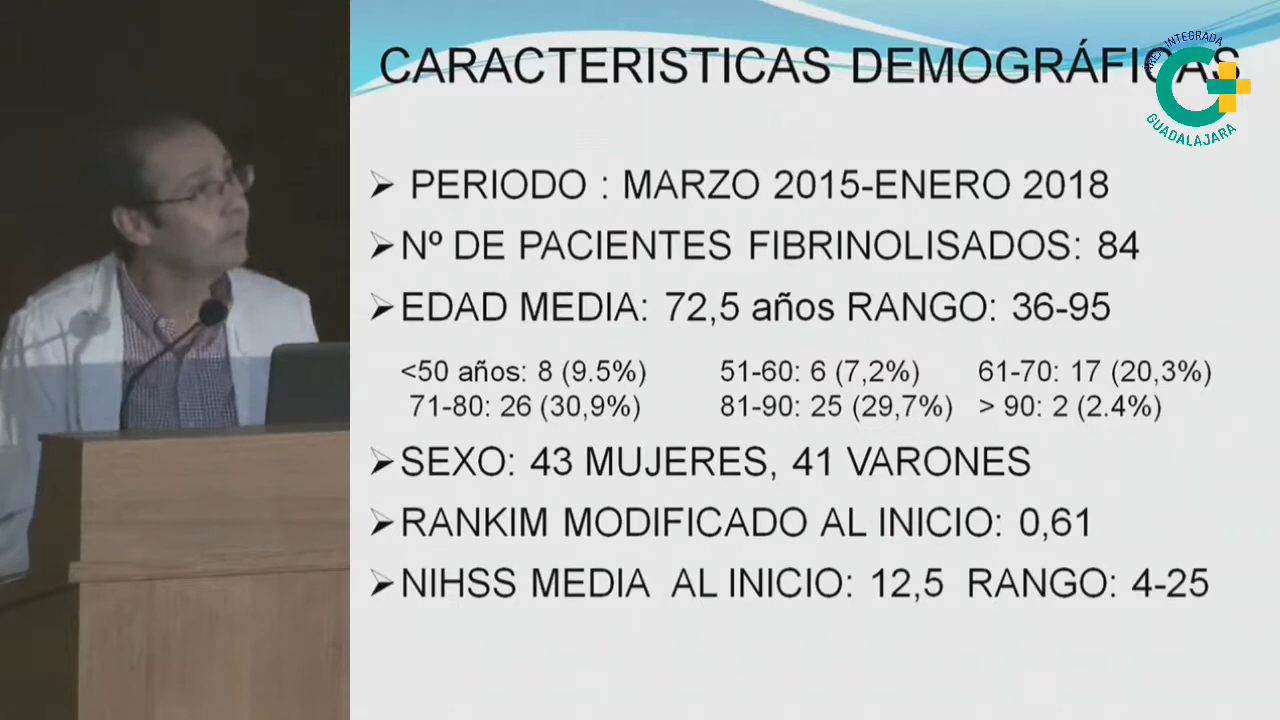 CARACTERISTICAS DEMOGRÁFICAS
ÁREA INTEGRADA
GUADALAJARA
➢ PERIODO : MARZO 2015-ENERO 2018
➢Nº DE PACIENTES FIBRINOLISADOS: 84
➢EDAD MEDIA: 72,5 años RANGO: 36-95
<50 años: 8 (9.5%) 51-60: 6 (7,2%) 61-70: 17 (20,3%)
71-80: 26 (30,9%) 81-90: 25 (29,7%) > 90: 2 (2.4%)
➢SEXO: 43 MUJERES, 41 VARONES
➢RANKIM MODIFICADO AL INICIO: 0,61
➢NIHSS MEDIA AL INICIO: 12,5 RANGO: 4-25